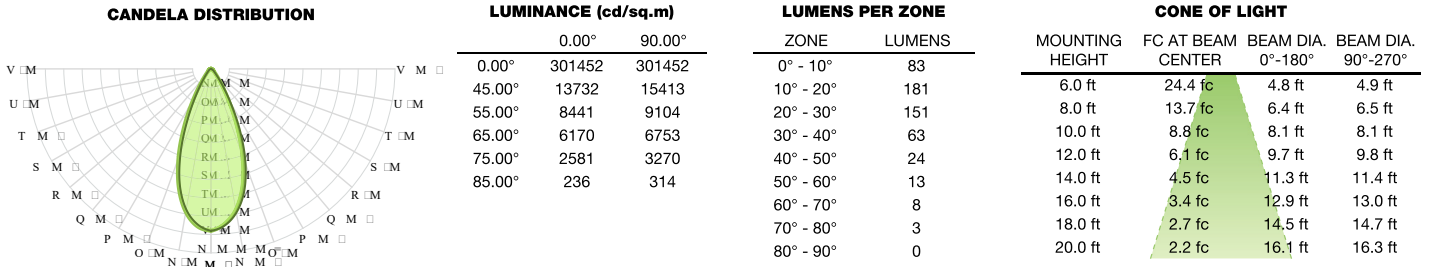 CANDELA DISTRIBUTION
LUMINANCE (cd/sq.m)
0.00° 90.00°
0.00° 301452 301452
45.00° 13732 15413
55.00° 8441 9104
65.00° 6170 6753
75.00° 2581 3270
85.00° 236 314
LUMENS PER ZONE
ZONE LUMENS
0° - 10° 83
10° - 20° 181
20° - 30° 151
30° - 40° 63
40° - 50° 24
50° - 60° 13
60° - 70° 8
70° - 80° 3
80° - 90° 0
CONE OF LIGHT
MOUNTING FC AT BEAM BEAM DIA. BEAM DIA.
HEIGHT CENTER 0°-180° 90°-270°
6.0 ft 24.4 fc 4.8 ft 4.9 ft
8.0 ft 13.7 fc 6.4 ft 6.5 ft
10.0 ft 8.8 fc 8.1 ft 8.1 ft
12.0 ft 6.1 fc 9.7 ft 9.8 ft
14.0 ft 4.5 fc 11.3 ft 11.4 ft
16.0 ft 3.4 fc 12.9 ft 13.0 ft
18.0 ft 2.7 fc 14.5 ft 14.7 ft
20.0 ft 2.2 fc 16.1 ft 16.3 ft